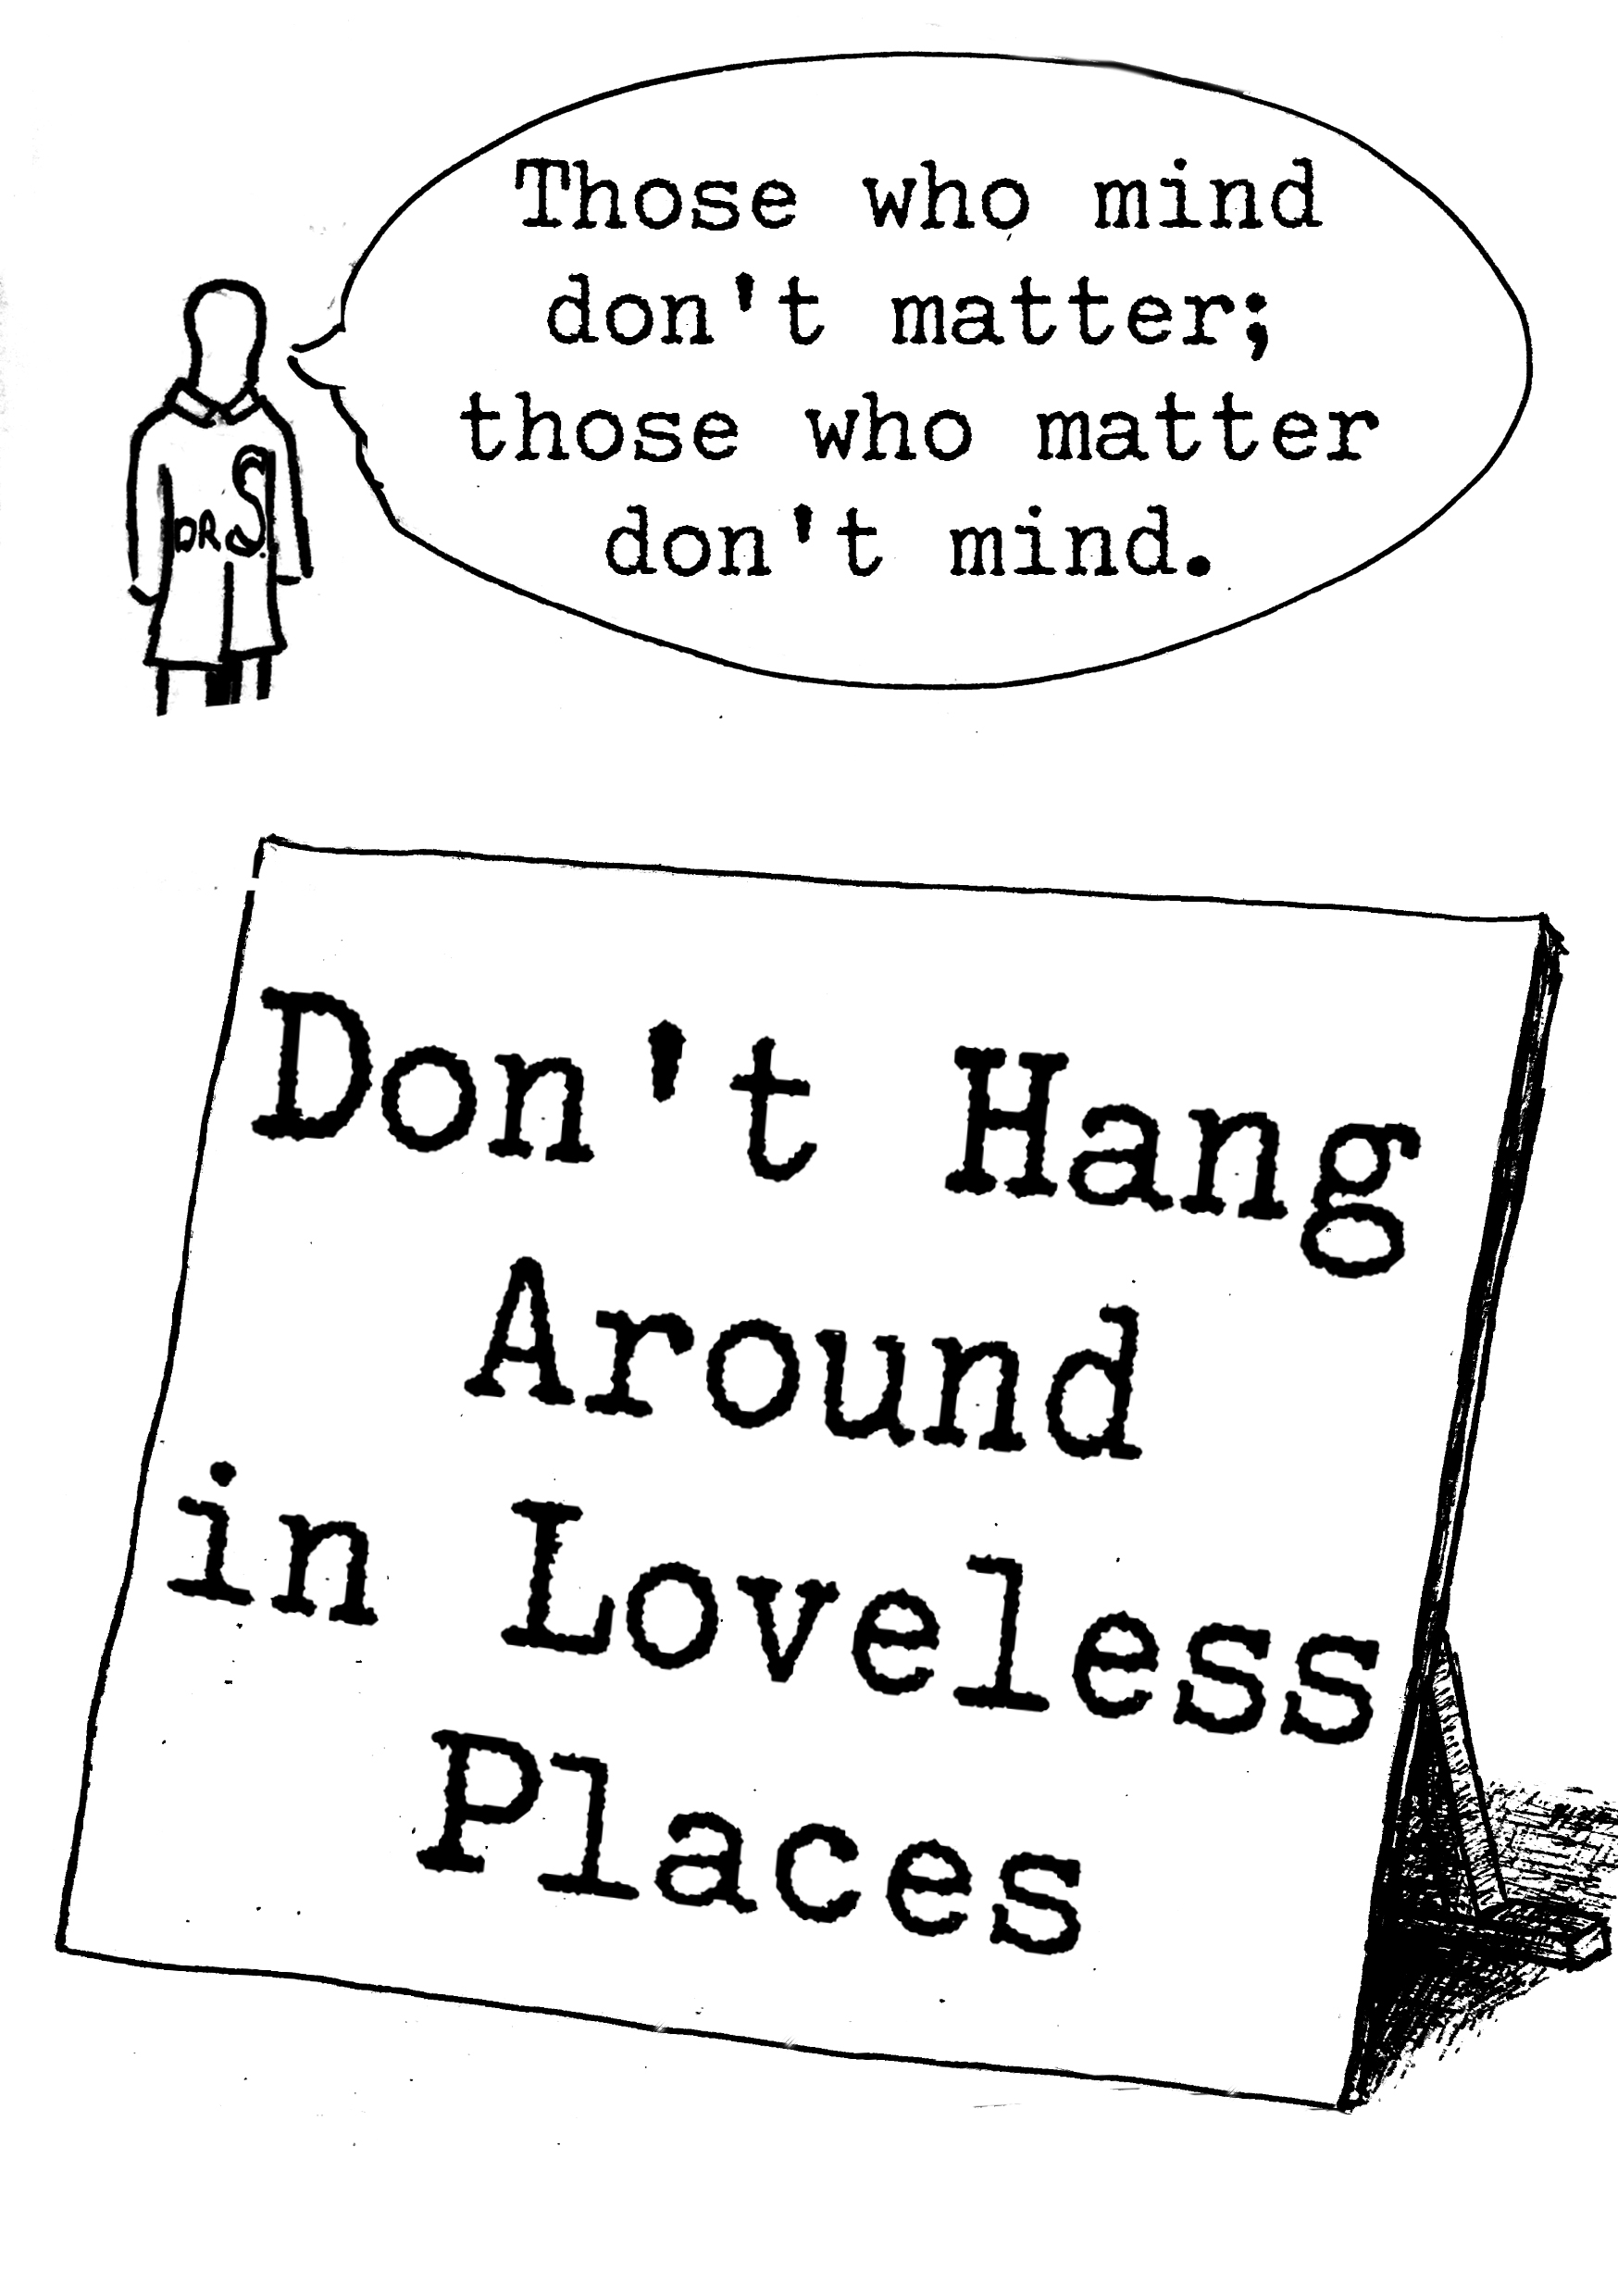 Those who mind
don't matter;
those who matter
don't mind.
DR S.
Don't Hang
Around
in Loveless
Places